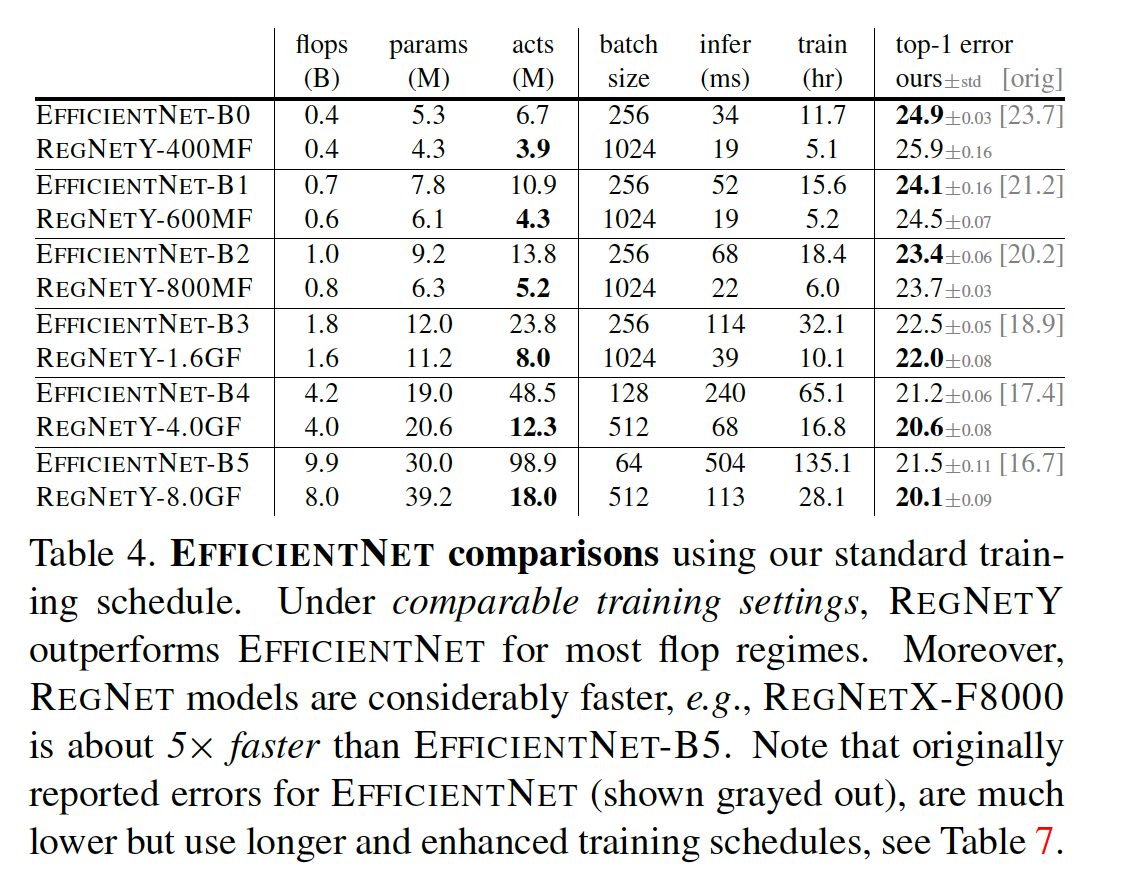 flops params acts batch infer train top-1 error
(B) (M) (M) size (ms) (hr) ours±std [orig]
EFFICIENTNET-B0 0.4 5.3 6.7 256 34 11.7 24.9±0.03 [23.7]
REGNETY-400MF 0.4 4.3 3.9 1024 19 5.1 25.9±0.16
EFFICIENTNET-B1 0.7 7.8 10.9 256 52 15.6 24.1±0.16 [21.2]
REGNETY-600MF 0.6 6.1 4.3 1024 19 5.2 24.5±0.07
EFFICIENTNET-B2 1.0 9.2 13.8 256 68 18.4 23.4±0.06 [20.2]
REGNETY-800MF 0.8 6.3 5.2 1024 22 6.0 23.7±0.03
EFFICIENTNET-B3 1.8 12.0 23.8 256 114 32.1 22.5±0.05 [18.9]
REGNETY-1.6GF 1.6 11.2 8.0 1024 39 10.1 22.0±0.08
EFFICIENTNET-B4 4.2 19.0 48.5 128 240 65.1 21.2±0.06 [17.4]
REGNETY-4.0GF 4.0 20.6 12.3 512 68 16.8 20.6±0.08
EFFICIENTNET-B5 9.9 30.0 98.9 64 504 135.1 21.5±0.11 [16.7]
REGNETY-8.0GF 8.0 39.2 18.0 512 113 28.1 20.1±0.09
Table 4. EFFICIENTNET comparisons using our standard train-
ing schedule. Under comparable training settings, REGNETY
outperforms EFFICIENTNET for most flop regimes. Moreover,
REGNET models are considerably faster, e.g., REGNETX-F8000
is about 5× faster than EFFICIENTNET-B5. Note that originally
reported errors for EFFICIENTNET (shown grayed out), are much
lower but use longer and enhanced training schedules, see Table 7.